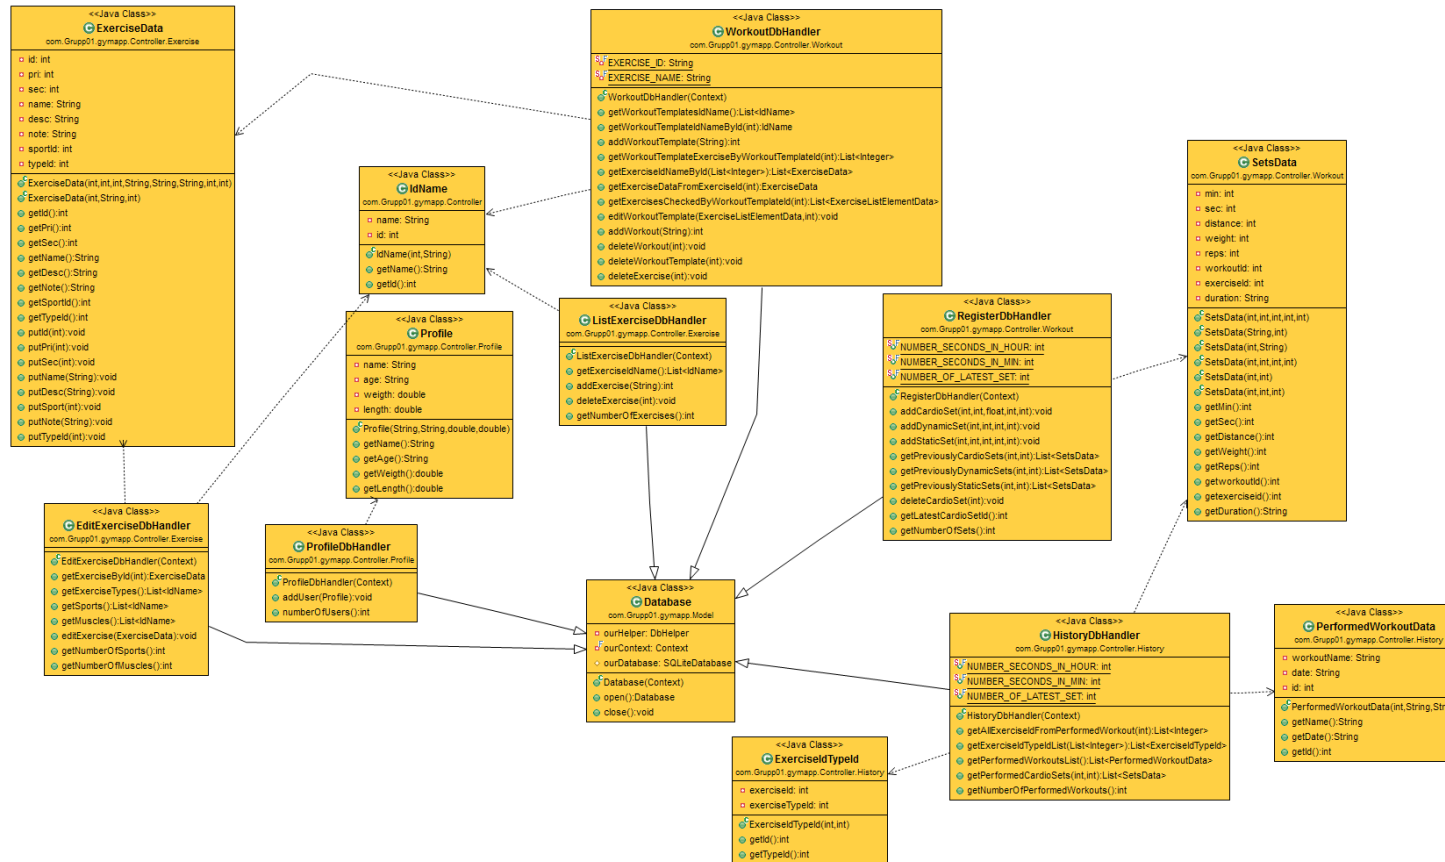 <<Java Class>>
ExerciseData
com.Grupp01.gymapp.Controller.Exercise
id: int
pri: int
sec: int
name: String
desc: String
note: String
sportId: int
typeId: int
ExerciseData(int,int,int,String,String,String,int,int)
ExerciseData(int,String,int)
getId():int
getPri():int
getSec():int
getName():String
getDesc():String
getNote():String
getSportId():int
getTypeId():int
putId(int):void
putPri(int):void
putSec(int):void
putName(String):void
putDesc(String):void
putSport(int):void
putNote(String):void
putTypeId(int):void
<<Java Class>>
WorkoutDbHandler
com.Grupp01.gymapp.Controller.Workout
EXERCISE_ID: String
EXERCISE_NAME: String
WorkoutDbHandler(Context)
getWorkoutTemplatesIdName():List<IdName>
getWorkoutTemplateIdNameById(int):IdName
addWorkoutTemplate(String):int
getWorkoutTemplateExerciseByWorkoutTemplateId(int):List<Integer>
getExerciseIdNameById(List<Integer>):List<ExerciseData>
getExerciseDataFromExerciseId(int):ExerciseData
getExercisesCheckedByWorkoutTemplateId(int):List<ExerciseListElementData>
editWorkoutTemplate(ExerciseListElementData,int):void
addWorkout(String):int
deleteWorkout(int):void
deleteWorkoutTemplate(int):void
deleteExercise(int):void
<<Java Class>>
IdName
com.Grupp01.gymapp.Controller
name: String
id: int
IdName(int,String)
getName():String
getId():int
<<Java Class>>
SetsData
com.Grupp01.gymapp.Controller.Workout
min: int
sec: int
distance: int
weight: int
reps: int
workoutId: int
exerciseId: int
duration: String
SetsData(int,int,int,int,int)
SetsData(String,int)
SetsData(int,String)
SetsData(int,int,int,int)
SetsData(int,int)
SetsData(int,int,int)
getMin():int
getSec():int
getDistance():int
getWeight():int
getReps():int
getworkoutId():int
getexerciseid():int
getDuration():String
<<Java Class>>
ListExerciseDbHandler
com.Grupp01.gymapp.Controller.Exercise
ListExerciseDbHandler(Context)
getExerciseIdName():List<IdName>
addExercise(String):int
deleteExercise(int):void
getNumberOfExercises():int
<<Java Class>>
RegisterDbHandler
com.Grupp01.gymapp.Controller.Workout
NUMBER_SECONDS_IN_HOUR: int
NUMBER_SECONDS_IN_MIN: int
NUMBER_OF_LATEST_SET: int
RegisterDbHandler(Context)
addCardioSet(int,int,float,int,int):void
addDynamicSet(int,int,int,int):void
addStaticSet(int,int,int,int,int):void
getPreviouslyCardioSets(int,int):List<SetsData>
getPreviouslyDynamicSets(int,int):List<SetsData>
getPreviouslyStaticSets(int,int):List<SetsData>
deleteCardioSet(int):void
getLatestCardioSetId():int
getNumberOfSets():int
<<Java Class>>
Profile
com.Grupp01.gymapp.Controller.Profile
name: String
age: String
weigth: double
length: double
Profile(String,String,double,double)
getName():String
getAge():String
getWeigth():double
getLength():double
<<Java Class>>
EditExerciseDbHandler
com.Grupp01.gymapp.Controller.Exercise
EditExerciseDbHandler(Context)
getExerciseById(int):ExerciseData
getExerciseTypes():List<IdName>
getSports():List<IdName>
getMuscles():List<IdName>
editExercise(ExerciseData):void
getNumberOfSports():int
getNumberOfMuscles():int
<<Java Class>>
ProfileDbHandler
com.Grupp01.gymapp.Controller.Profile
ProfileDbHandler(Context)
addUser(Profile):void
numberOfUsers():int
<<Java Class>>
Database
com.Grupp01.gymapp.Model
ourHelper: DbHelper
ourContext: Context
ourDatabase: SQLiteDatabase
Database(Context)
open():Database
close():void
<<Java Class>>
HistoryDbHandler
com.Grupp01.gymapp.Controller.History
NUMBER_SECONDS_IN_HOUR: int
NUMBER_SECONDS_IN_MIN: int
NUMBER_OF_LATEST_SET: int
HistoryDbHandler(Context)
getAllExerciseIdFromPerformedWorkout(int):List<Integer>
getExerciseIdTypeIdList(List<Integer>):List<ExerciseIdTypeId>
getPerformedWorkoutsList():List<PerformedWorkoutData>
getPerformedCardioSets(int,int):List<SetsData>
getNumberOfPerformedWorkouts():int
<<Java Class>>
PerformedWorkoutData
com.Grupp01.gymapp.Controller.History
workoutName: String
date: String
id: int
PerformedWorkoutData(int,String,Str
getName():String
getDate():String
getId():int
<<Java Class>>
ExerciseIdTypeId
com.Grupp01.gymapp.Controller.History
exerciseId: int
exerciseTypeId: int
ExerciseIdTypeId(int,int)
getId():int
getTypeId():int